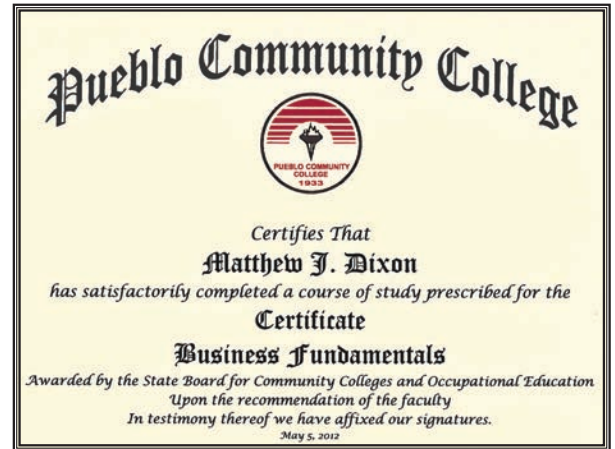 Pueblo Community College
PUEBLO COMMUNITY
COLLEGE
1933
Certifies That
Matthew J. Dixon
has satisfactorily completed a course of study prescribed for the
Certificate
Business Fundamentals
Awarded by the State Board for Community Colleges and Occupational Education
Upon the recommendation of the faculty
In testimony thereof we have affixed our signatures.
May 5, 2012